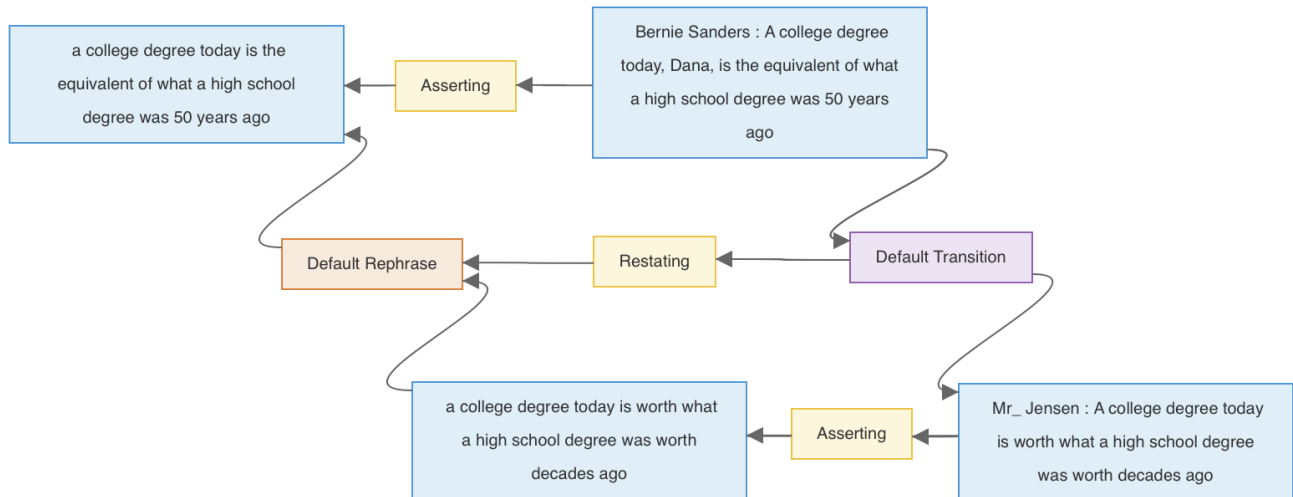 a college degree today is the
equivalent of what a high school
degree was 50 years ago
Asserting
Bernie Sanders : A college degree
today, Dana, is the equivalent of what
a high school degree was 50 years
ago
Default Rephrase
Restating
Default Transition
a college degree today is worth what
a high school degree was worth
decades ago
Asserting
Mr_ Jensen : A college degree today
is worth what a high school degree
was worth decades ago